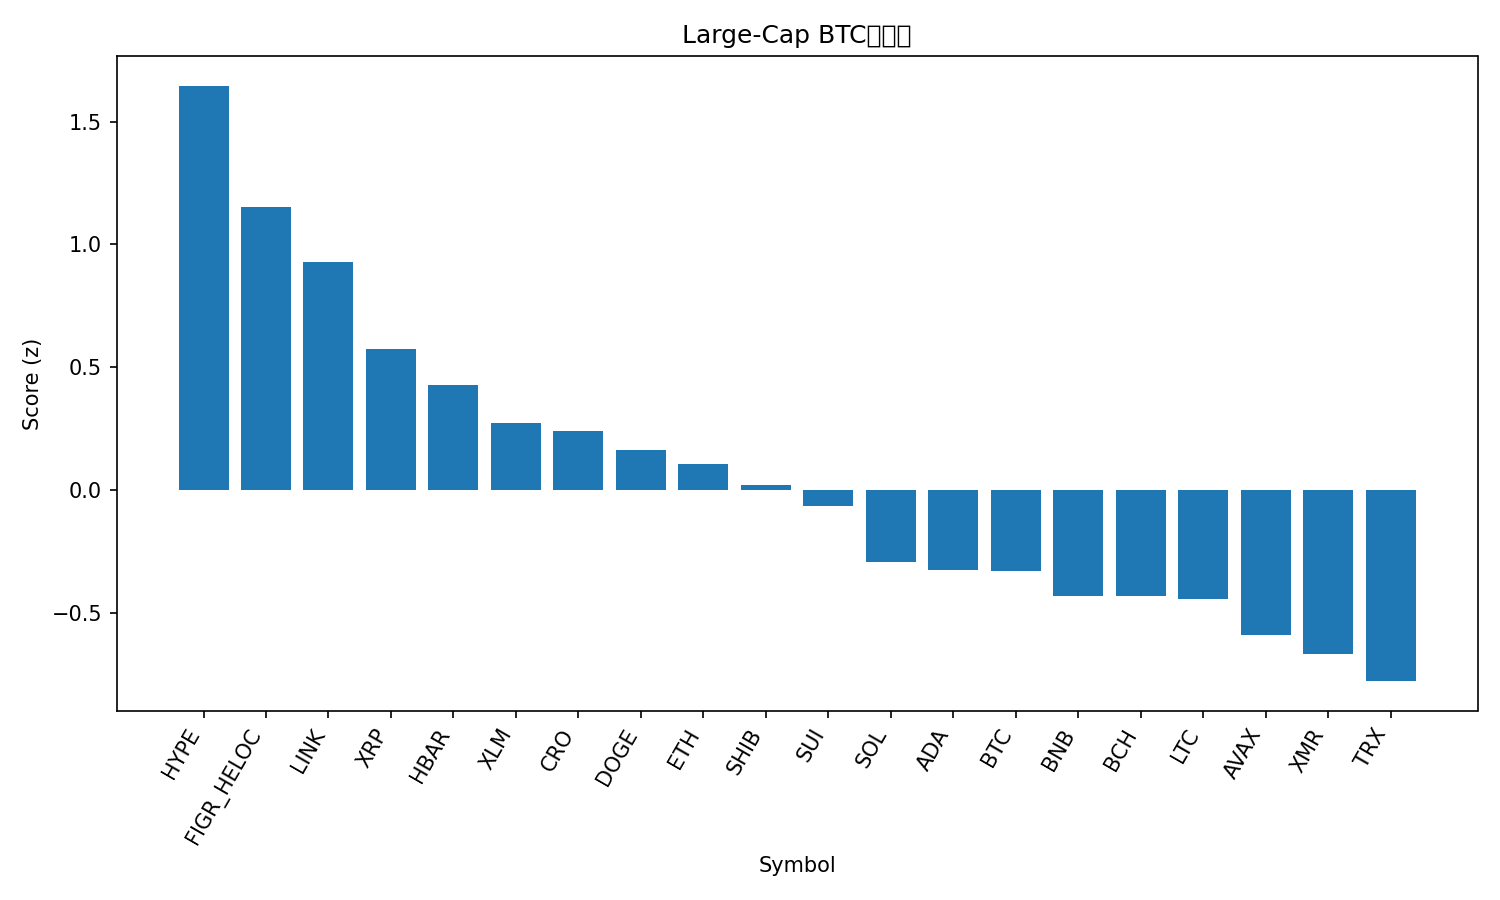 Large-Cap BTC
1.5
1.0
0.5
0.0
−0.5
Score (z)
HYPE
FIGR_HELOC
LINK
XRP
HBAR
XLM
CRO
DOGE
ETH
SHIB
SUI
SOL
ADA
BTC
BNB
BCH
LTC
AVAX
XMR
TRX
Symbol